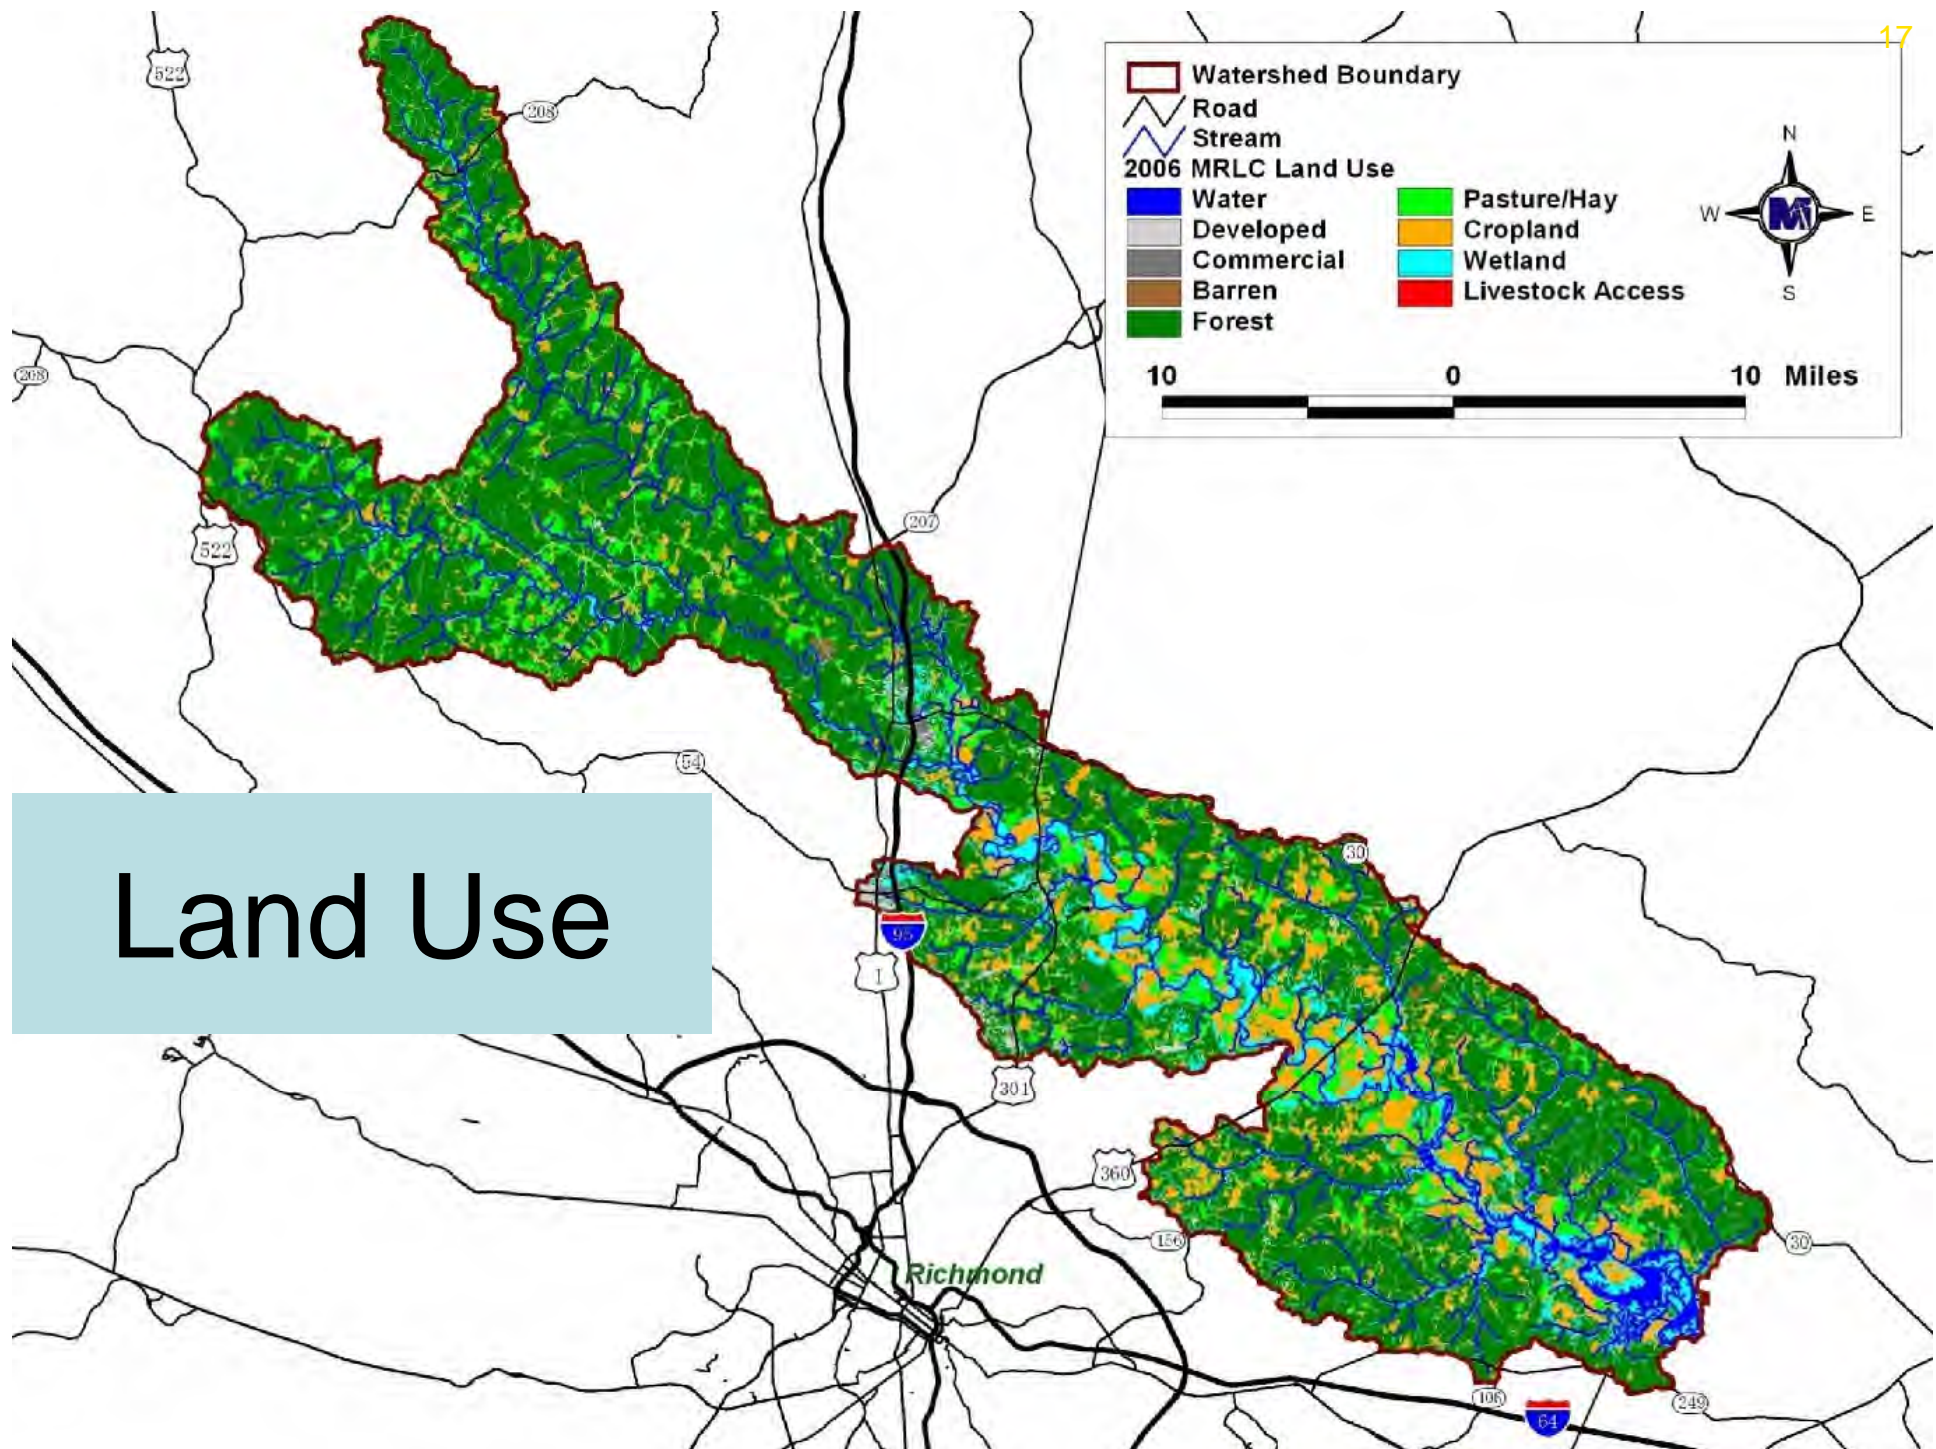 17
Watershed Boundary
Road
Stream
2006 MRLC Land Use
Water
Developed
Commercial
Barren
Forest
Pasture/Hay
Cropland
Wetland
Livestock Access
N
W
E
S
M
10 0 10 Miles
522
208
208
522
207
54
30
Land Use
95
1
301
360
156
30
Richmond
106
249
64